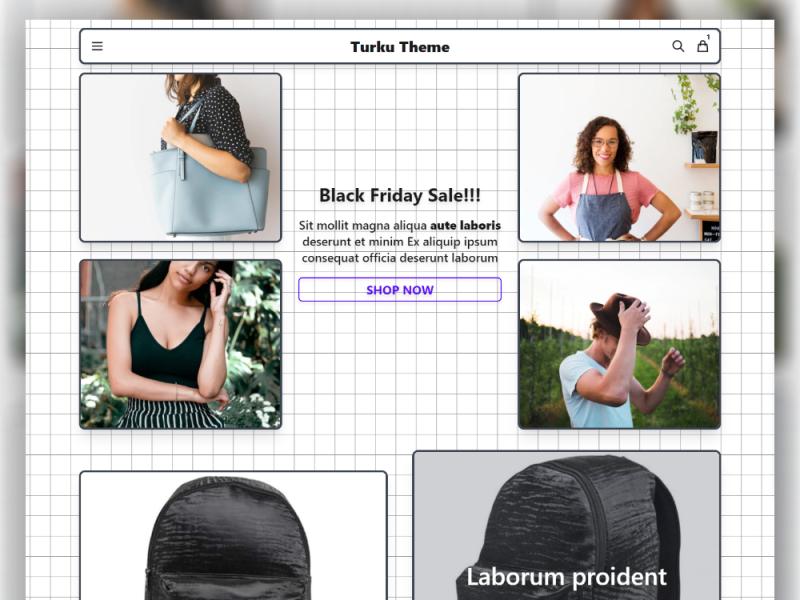 Turku Theme
1
Black Friday Sale!!!
Sit mollit magna aliqua aute laboris
deserunt et minim Ex aliquip ipsum
consequat officia deserunt laborum
SHOP NOW
Laborum proident